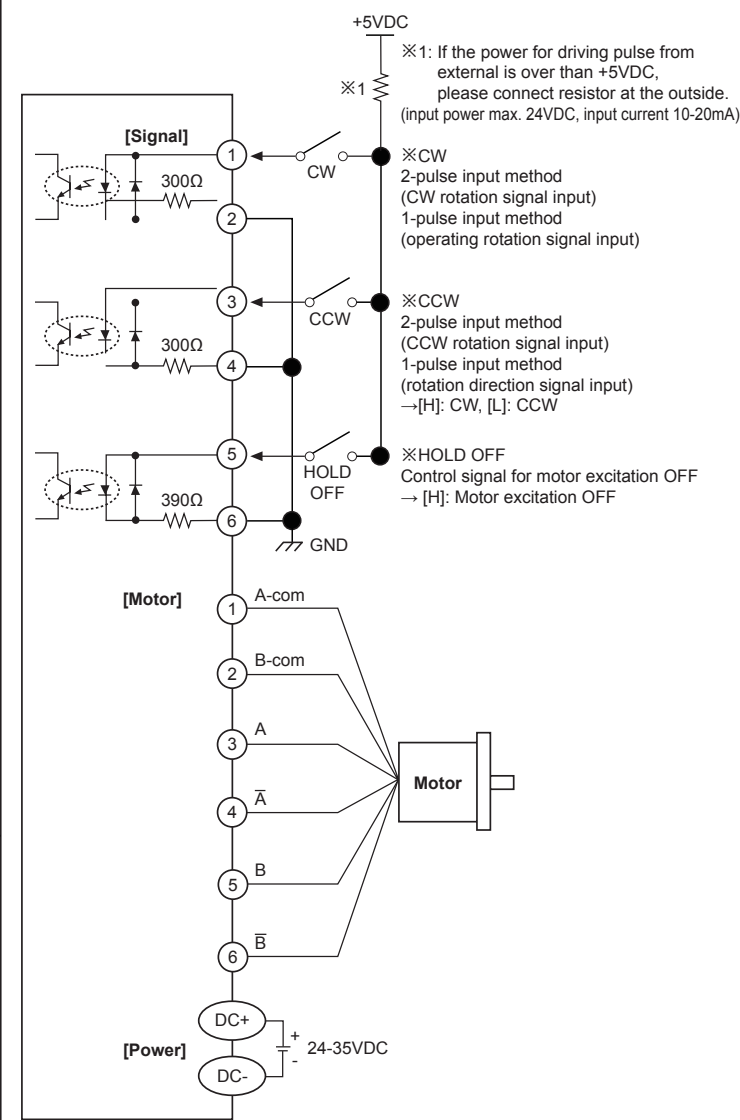 +5VDC
※1
※1: If the power for driving pulse from
external is over than +5VDC,
please connect resistor at the outside.
(input power max. 24VDC, input current 10-20mA)
[Signal]
1
CW
300Ω
2
※CW
2-pulse input method
(CW rotation signal input)
1-pulse input method
(operating rotation signal input)
3
CCW
300Ω
4
※CCW
2-pulse input method
(CCW rotation signal input)
1-pulse input method
(rotation direction signal input)
→[H]: CW, [L]: CCW
5
HOLD
OFF
390Ω
6
GND
※HOLD OFF
Control signal for motor excitation OFF
→ [H]: Motor excitation OFF
[Motor]
1
A-com
2
B-com
3
A
4
A̅
5
B
6
B̅
Motor
[Power]
DC+
DC-
+
-
24-35VDC